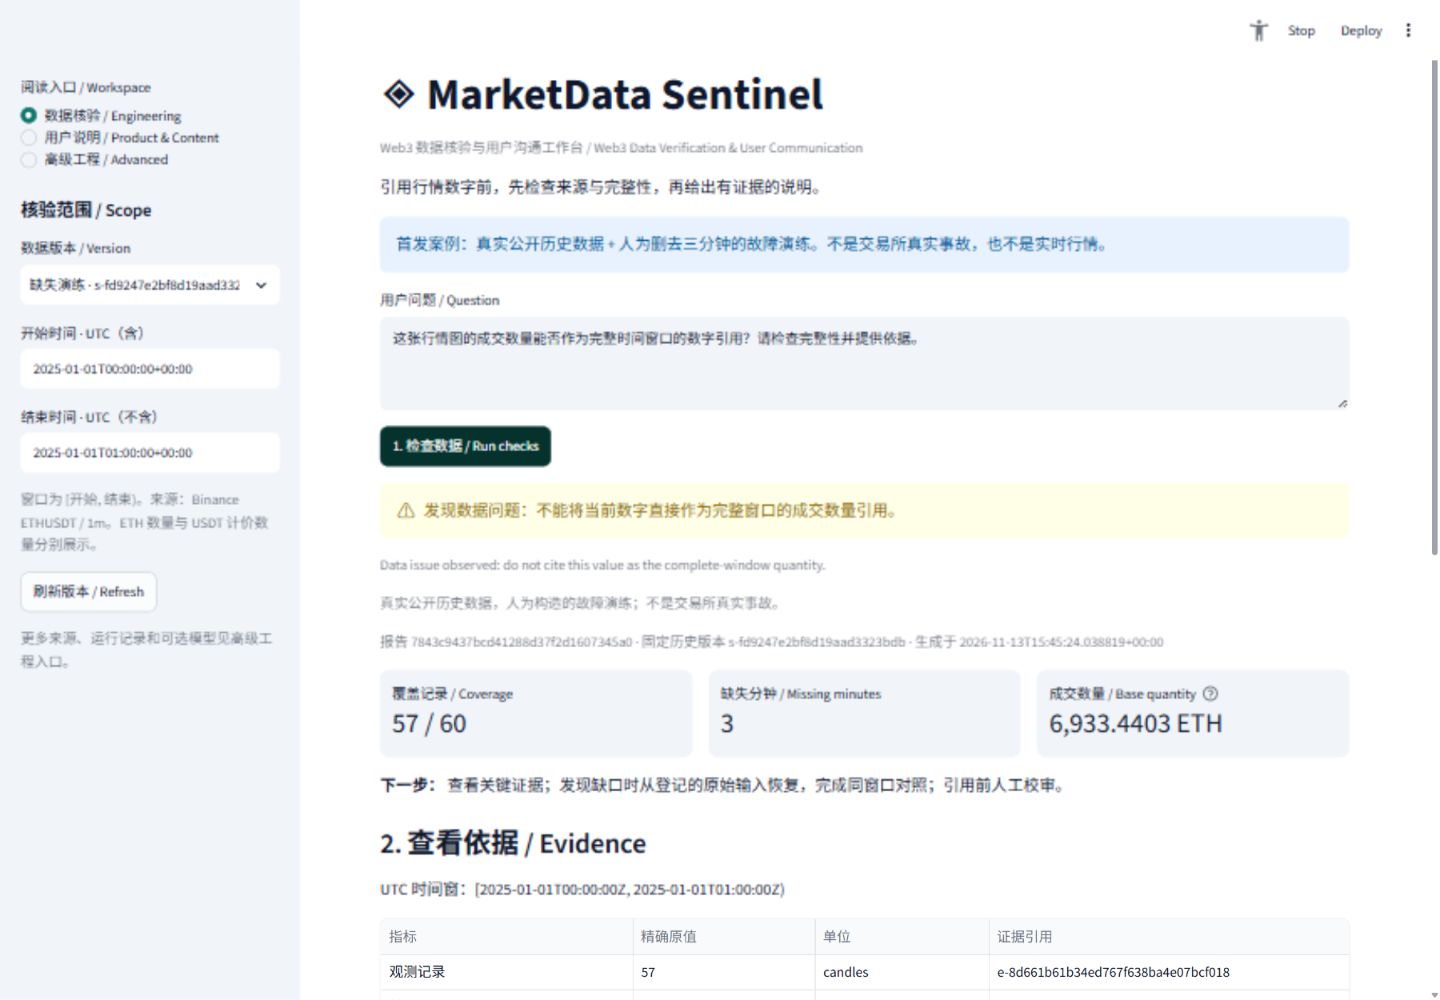 Stop
Deploy
阅读入口 / Workspace
数据核验 / Engineering
用户说明 / Product & Content
高级工程 / Advanced
核验范围 / Scope
数据版本 / Version
缺失演练 · s-fd9247e2bf8d19aad332
开始时间 · UTC（含）
2025-01-01T00:00:00+00:00
结束时间 · UTC（不含）
2025-01-01T01:00:00+00:00
窗口为 [开始, 结束)。来源：Binance
ETHUSDT / 1m。ETH 数量与 USDT 计价数
量分别展示。
刷新版本 / Refresh
更多来源、运行记录和可选模型见高级工
程入口。
MarketData Sentinel
Web3 数据核验与用户沟通工作台 / Web3 Data Verification & User Communication
引用行情数字前，先检查来源与完整性，再给出有证据的说明。
首发案例：真实公开历史数据 + 人为删去三分钟的故障演练。不是交易所真实事故，也不是实时行情。
用户问题 / Question
这张行情图的成交数量能否作为完整时间窗口的数字引用？请检查完整性并提供依据。
1. 检查数据 / Run checks
发现数据问题：不能将当前数字直接作为完整窗口的成交数量引用。
Data issue observed: do not cite this value as the complete-window quantity.
真实公开历史数据，人为构造的故障演练；不是交易所真实事故。
报告 7843c9437bcd41288d37f2d1607345a0 · 固定历史版本 s-fd9247e2bf8d19aad3323bdb · 生成于 2026-11-13T15:45:24.038819+00:00
覆盖记录 / Coverage
57 / 60
缺失分钟 / Missing minutes
3
成交数量 / Base quantity
6,933.4403 ETH
下一步： 查看关键证据；发现缺口时从登记的原始输入恢复，完成同窗口对照；引用前人工校审。
2. 查看依据 / Evidence
UTC 时间窗：[2025-01-01T00:00:00Z, 2025-01-01T01:00:00Z)
指标 精确原值 单位 证据引用
观测记录 57 candles e-8d661b61b34ed767f638ba4e07bcf018